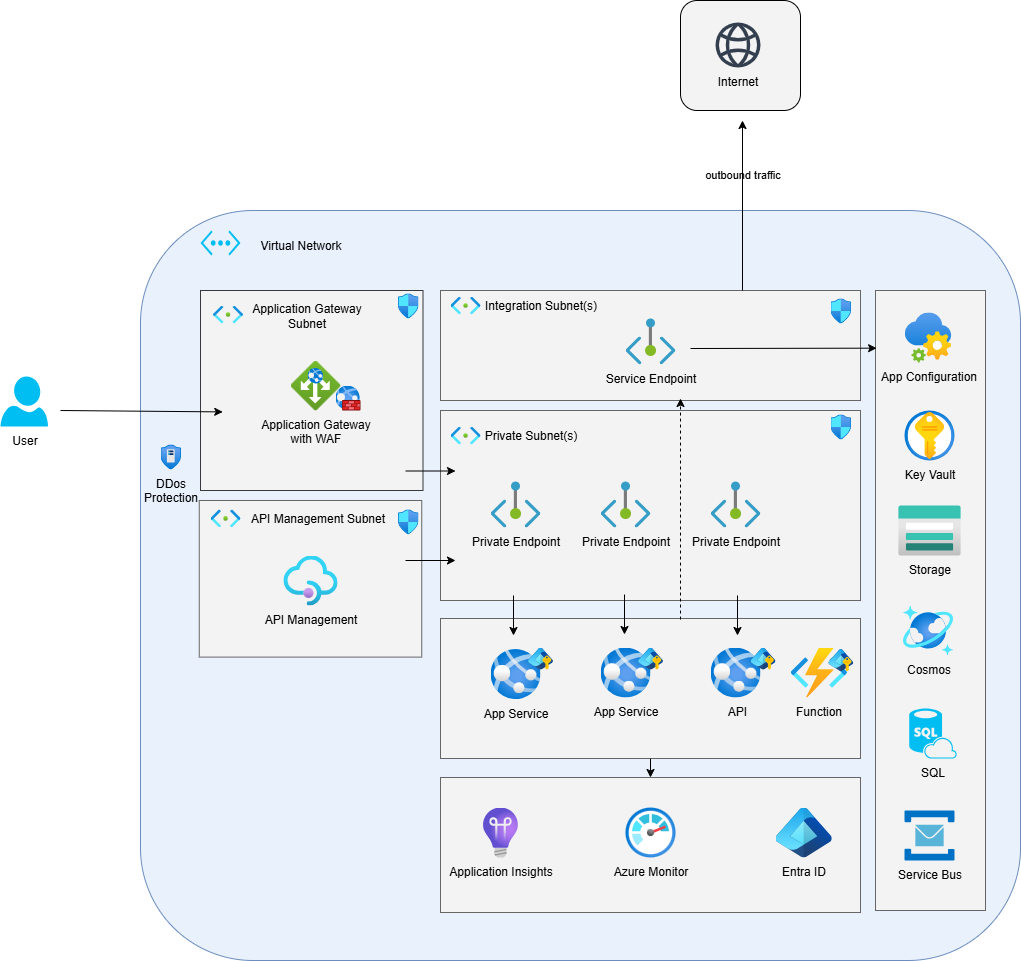 Internet
outbound traffic
Virtual Network
Application Gateway
Subnet
Application Gateway
with WAF
User
DDos
Protection
API Management Subnet
API Management
Integration Subnet(s)
Service Endpoint
Private Subnet(s)
Private Endpoint
Private Endpoint
Private Endpoint
App Service
App Service
API
Function
Application Insights
Azure Monitor
Entra ID
App Configuration
Key Vault
Storage
Cosmos
SQL
SQL
Service Bus